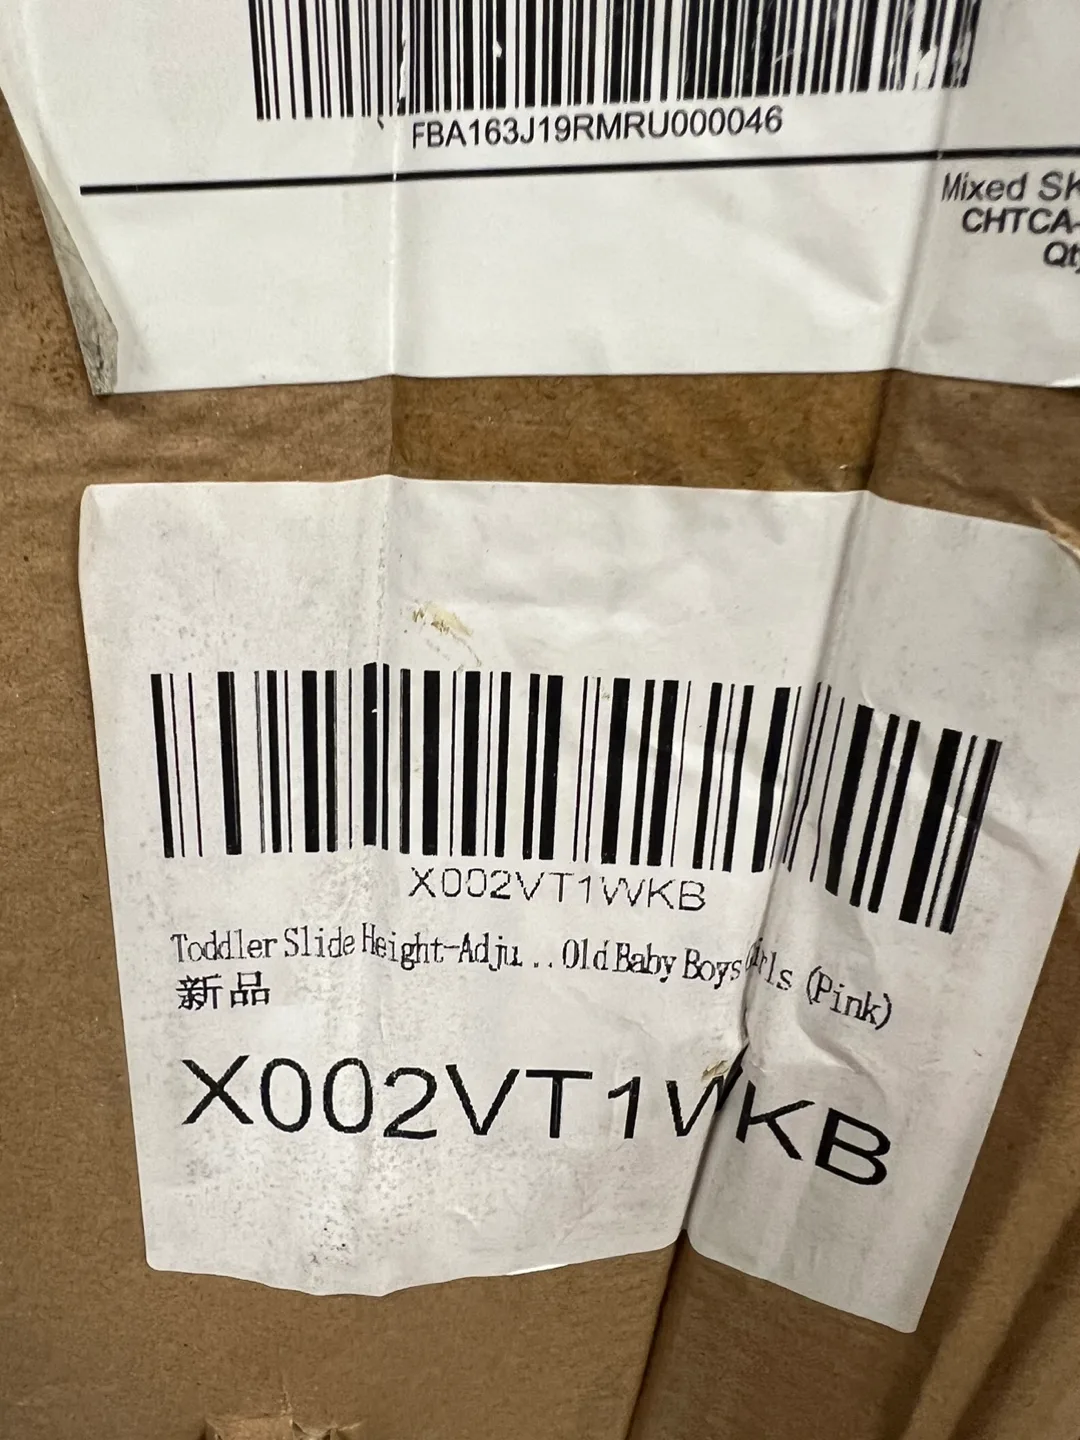 FBA163J19RMRU000046
Mixed SK
CHTCA-
Qty
X002VT1WKB
Toddler Slide Height-Adju...Old Baby Boys Girls (Pink)
新品
X002VT1WKB